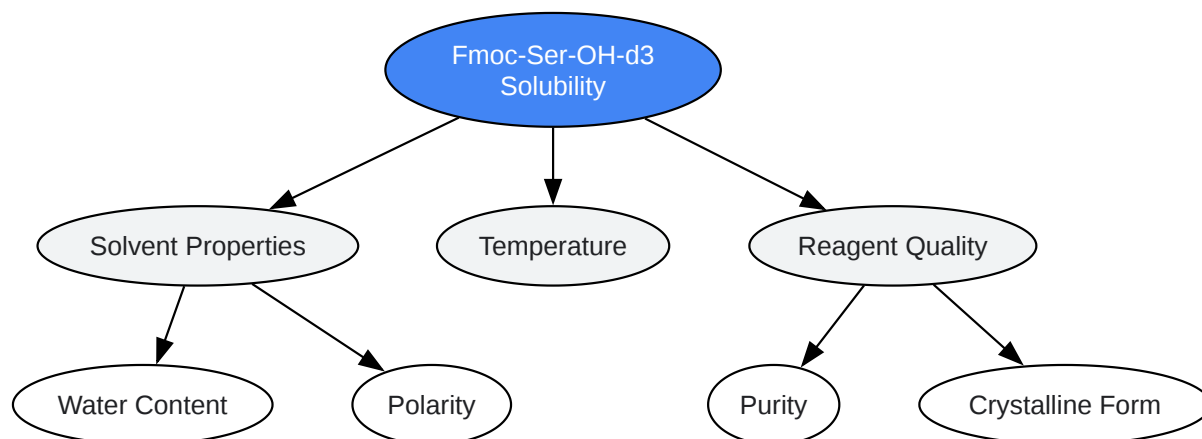 Fmoc-Ser-OH-d3
Solubility
Solvent Properties
Temperature
Reagent Quality
Water Content
Polarity
Purity
Crystalline Form